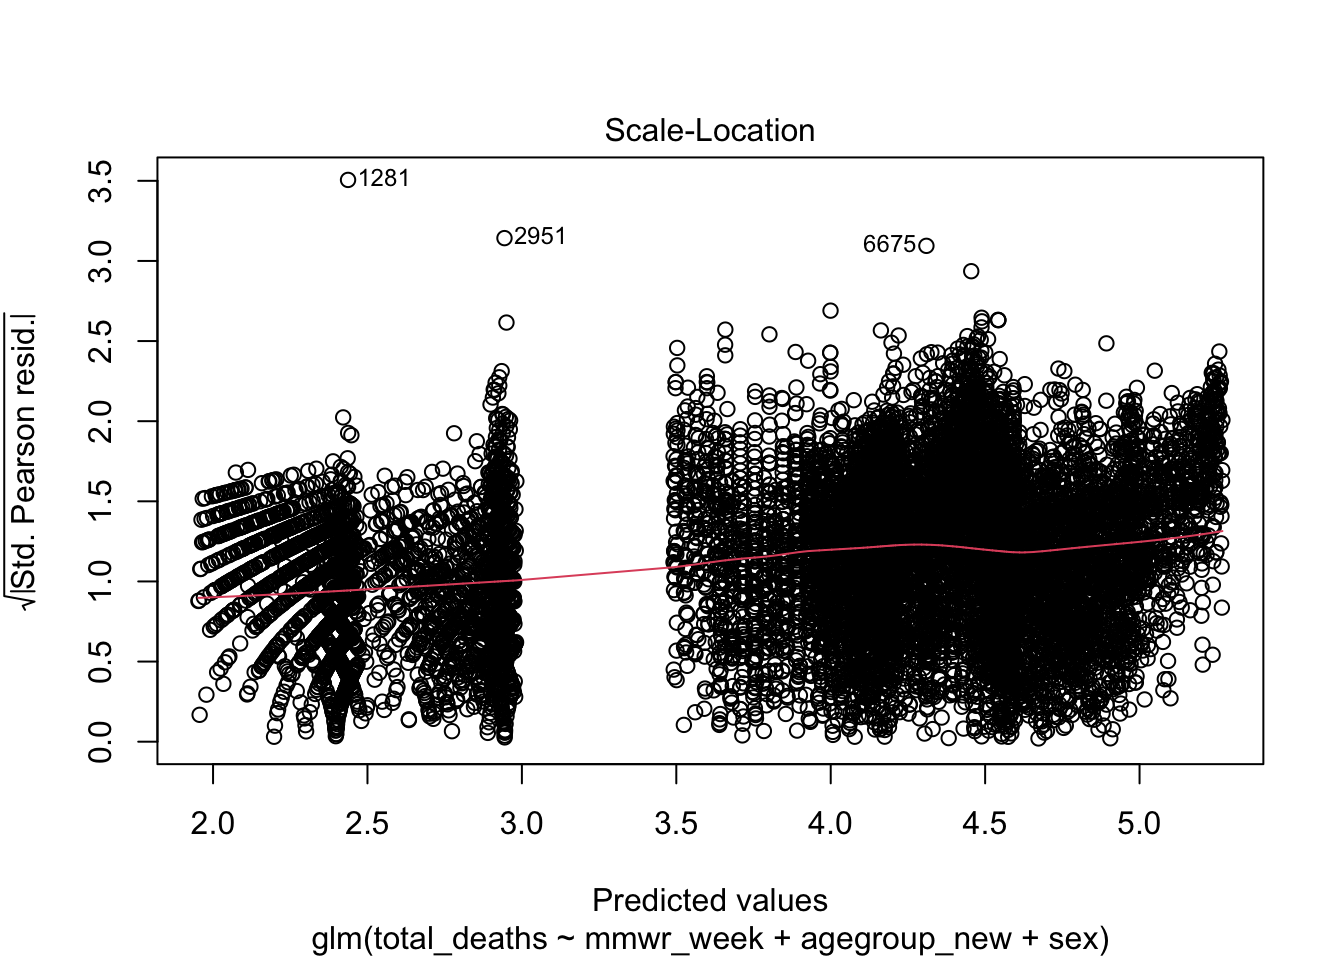 Scale-Location
3.5
3.0
2.5
2.0
1.5
1.0
0.5
0.0
√|Std. Pearson resid.|
1281
2951
6675
2.0 2.5 3.0 3.5 4.0 4.5 5.0
Predicted values
glm(total_deaths ~ mmwr_week + agegroup_new + sex)